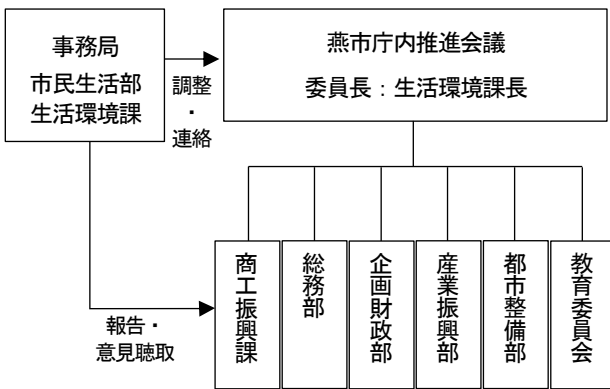 事務局
市民生活部
生活環境課
調整
・
連絡
燕市庁内推進会議
委員長：生活環境課長
商工振興課
総務部
企画財政部
産業振興部
都市整備部
教育委員会
報告・
意見聴取